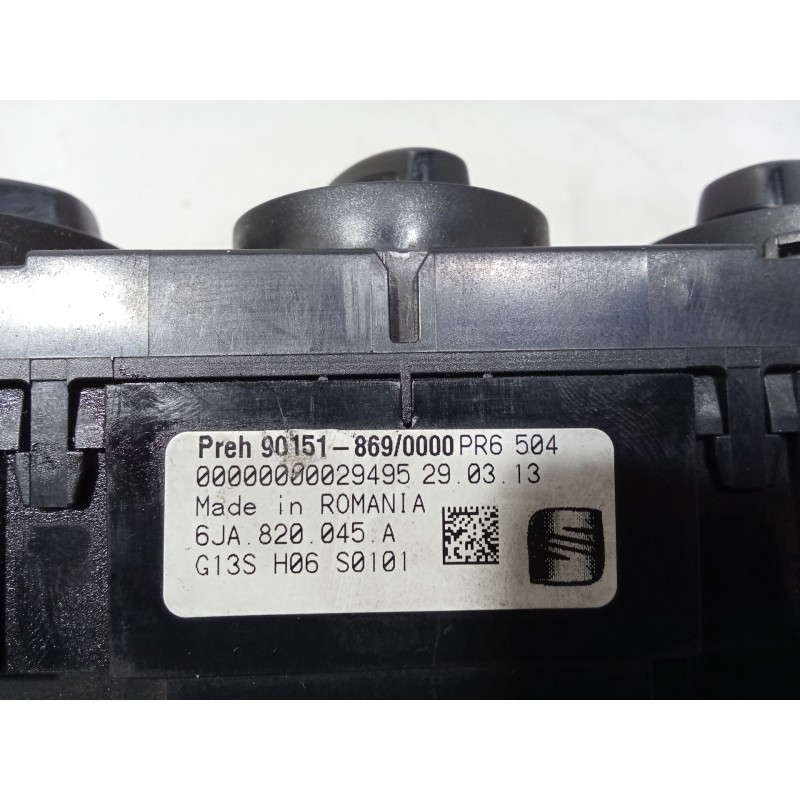 Preh 90151-869/0000 PR6 504
00000000029495 29.03.13
Made in ROMANIA
6JA.820.045.A
G13S H06 S0101